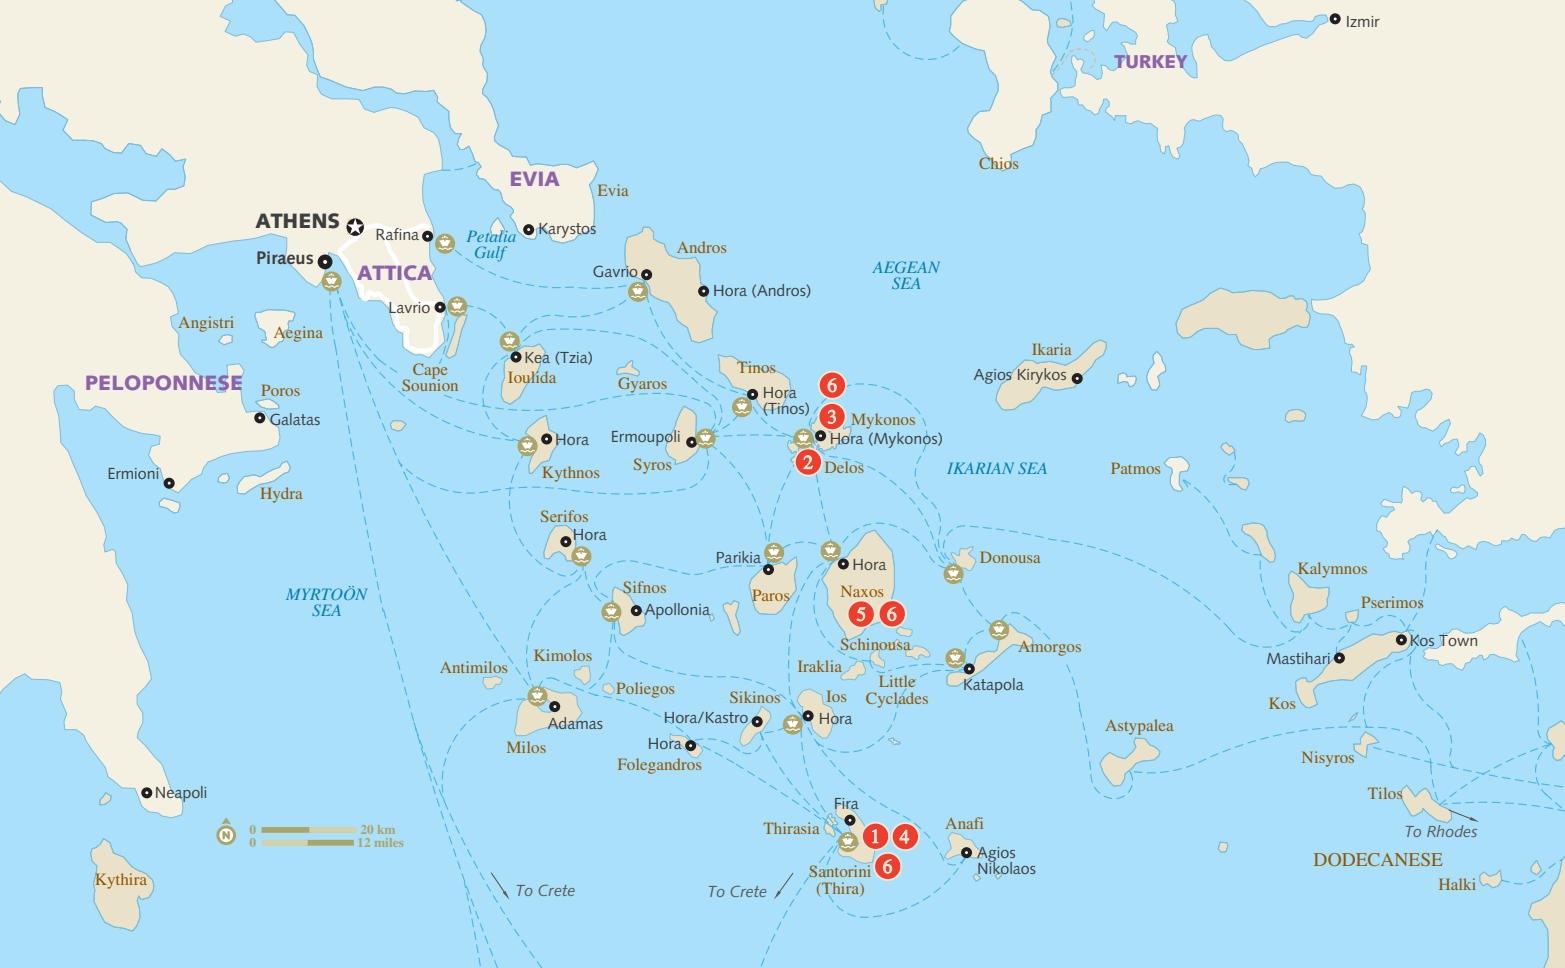 Izmir
TURKEY
Chios
EVIA
Evia
ATHENS
Rafina
Karystos
Petalia
Gulf
Piraeus
ATTICA
Andros
Gavrio
Hora (Andros)
AEGEAN
SEA
Lavrio
Angistri
Aegina
Cape
Sounion
Kea (Tzia)
Ioulida
Gyaros
Tinos
Hora
(Tinos)
Ikaria
Agios Kirykos
PELOPONNESE
Poros
Galatas
6
3
Mykonos
Hora (Mykonos)
2
Delos
Hora
Kythnos
Ermoupoli
Syros
IKARIAN SEA
Patmos
Ermioni
Hydra
Serifos
Hora
Parikia
Paros
Hora
Naxos
5
6
Donousa
Sifnos
Apollonia
MYRTOÖN
SEA
Kalymnos
Pserimos
Kos Town
Mastihari
Kos
Schinousa
Iraklia
Little
Cyclades
Amorgos
Katapola
Antimilos
Kimolos
Poliegos
Adamas
Milos
Sikinos
Hora/Kastro
Ios
Hora
Hora
Folegandros
Astypalea
Nisyros
Tilos
To Rhodes
DODECANESE
Halki
Neapoli
N
0
20 km
0
12 miles
Kythira
Fira
Thirasia
1
4
6
Santorini
(Thira)
Anafi
Agios
Nikolaos
To Crete
To Crete